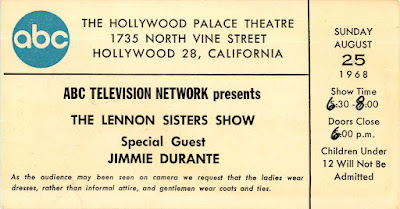 abc
THE HOLLYWOOD PALACE THEATRE
1735 NORTH VINE STREET
HOLLYWOOD 28, CALIFORNIA
ABC TELEVISION NETWORK presents
THE LENNON SISTERS SHOW
Special Guest
JIMMIE DURANTE
As the audience may been seen on camera we request that the ladies wear
dresses, rather than informal attire, and gentlemen wear coats and ties.
SUNDAY
AUGUST
25
1968
Show Time
6:30 - 8:00
Doors Close
6:00 p.m.
Children Under
12 Will Not Be
Admitted